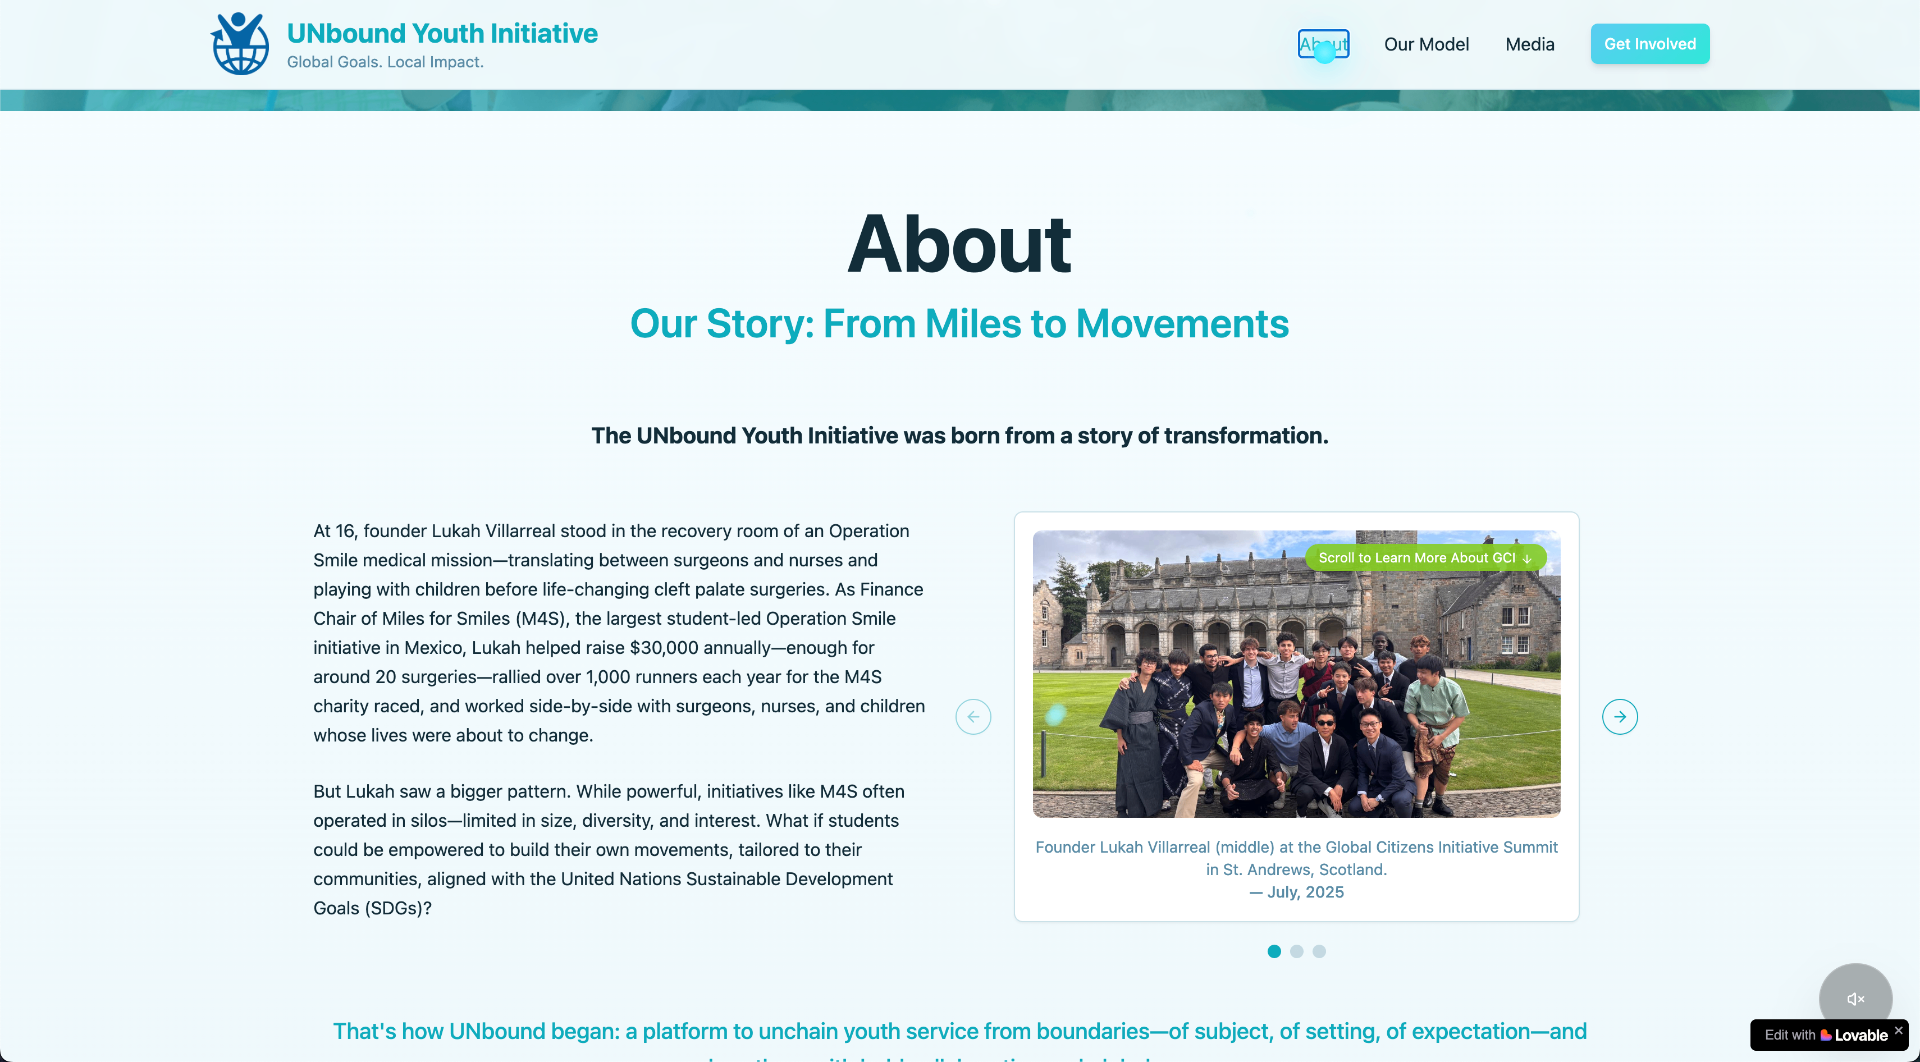 UNbound Youth Initiative
Global Goals. Local Impact.
About
Our Model
Media
Get Involved
About
Our Story: From Miles to Movements
The UNbound Youth Initiative was born from a story of transformation.
At 16, founder Lukah Villarreal stood in the recovery room of an Operation
Smile medical mission—translating between surgeons and nurses and
playing with children before life-changing cleft palate surgeries. As Finance
Chair of Miles for Smiles (M4S), the largest student-led Operation Smile
initiative in Mexico, Lukah helped raise $30,000 annually—enough for
around 20 surgeries—rallied over 1,000 runners each year for the M4S
charity raced, and worked side-by-side with surgeons, nurses, and children
whose lives were about to change.
But Lukah saw a bigger pattern. While powerful, initiatives like M4S often
operated in silos—limited in size, diversity, and interest. What if students
could be empowered to build their own movements, tailored to their
communities, aligned with the United Nations Sustainable Development
Goals (SDGs)?
Scroll to Learn More About GCI ↓
Founder Lukah Villarreal (middle) at the Global Citizens Initiative Summit
in St. Andrews, Scotland.
— July, 2025
That's how UNbound began: a platform to unchain youth service from boundaries—of subject, of setting, of expectation—and
Edit with Lovable